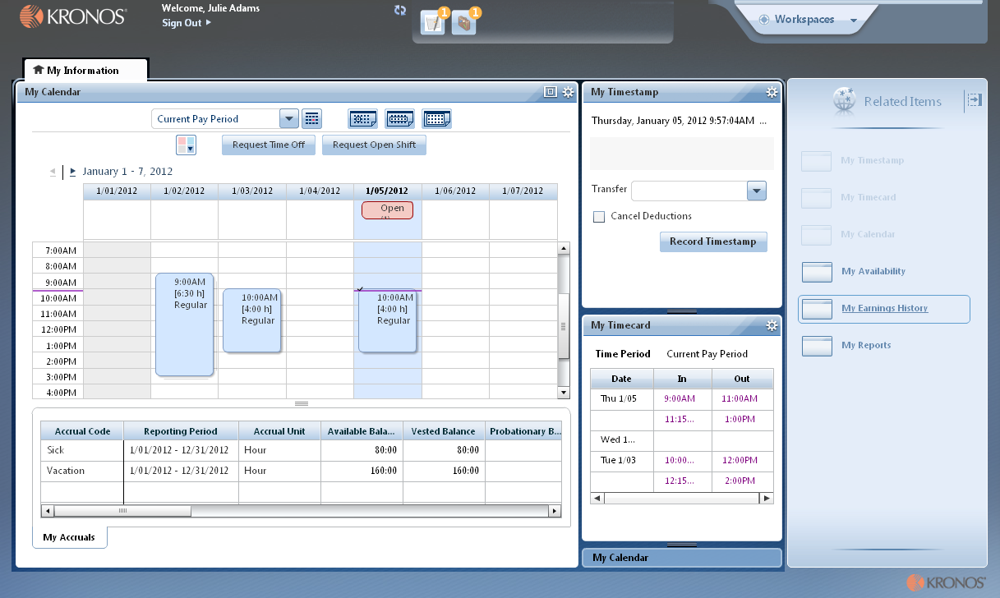 KRONOS
Welcome, Julie Adams
Sign Out
1
1
Workspaces
My Information
My Calendar
Current Pay Period
Request Time Off
Request Open Shift
January 1 - 7, 2012
1/01/2012 1/02/2012 1/03/2012 1/04/2012 1/05/2012 1/06/2012 1/07/2012
Open
(1)
7:00AM
8:00AM
9:00AM
10:00AM
11:00AM
12:00PM
1:00PM
2:00PM
3:00PM
4:00PM
9:00AM
[6:30 h]
Regular
10:00AM
[4:00 h]
Regular
10:00AM
[4:00 h]
Regular
Accrual Code Reporting Period Accrual Unit Available Bala... Vested Balance Probationary B...
Sick 1/01/2012 - 12/31/2012 Hour 80:00 80:00
Vacation 1/01/2012 - 12/31/2012 Hour 160:00 160:00
My Accruals
My Timestamp
Thursday, January 05, 2012 9:57:04AM ...
Transfer
Cancel Deductions
Record Timestamp
My Timecard
Time Period Current Pay Period
Date In Out
Thu 1/05 9:00AM 11:00AM
11:15... 1:00PM
Wed 1...
Tue 1/03 10:00... 12:00PM
12:15... 2:00PM
My Calendar
Related Items
My Timestamp
My Timecard
My Calendar
My Availability
My Earnings History
My Reports
KRONOS